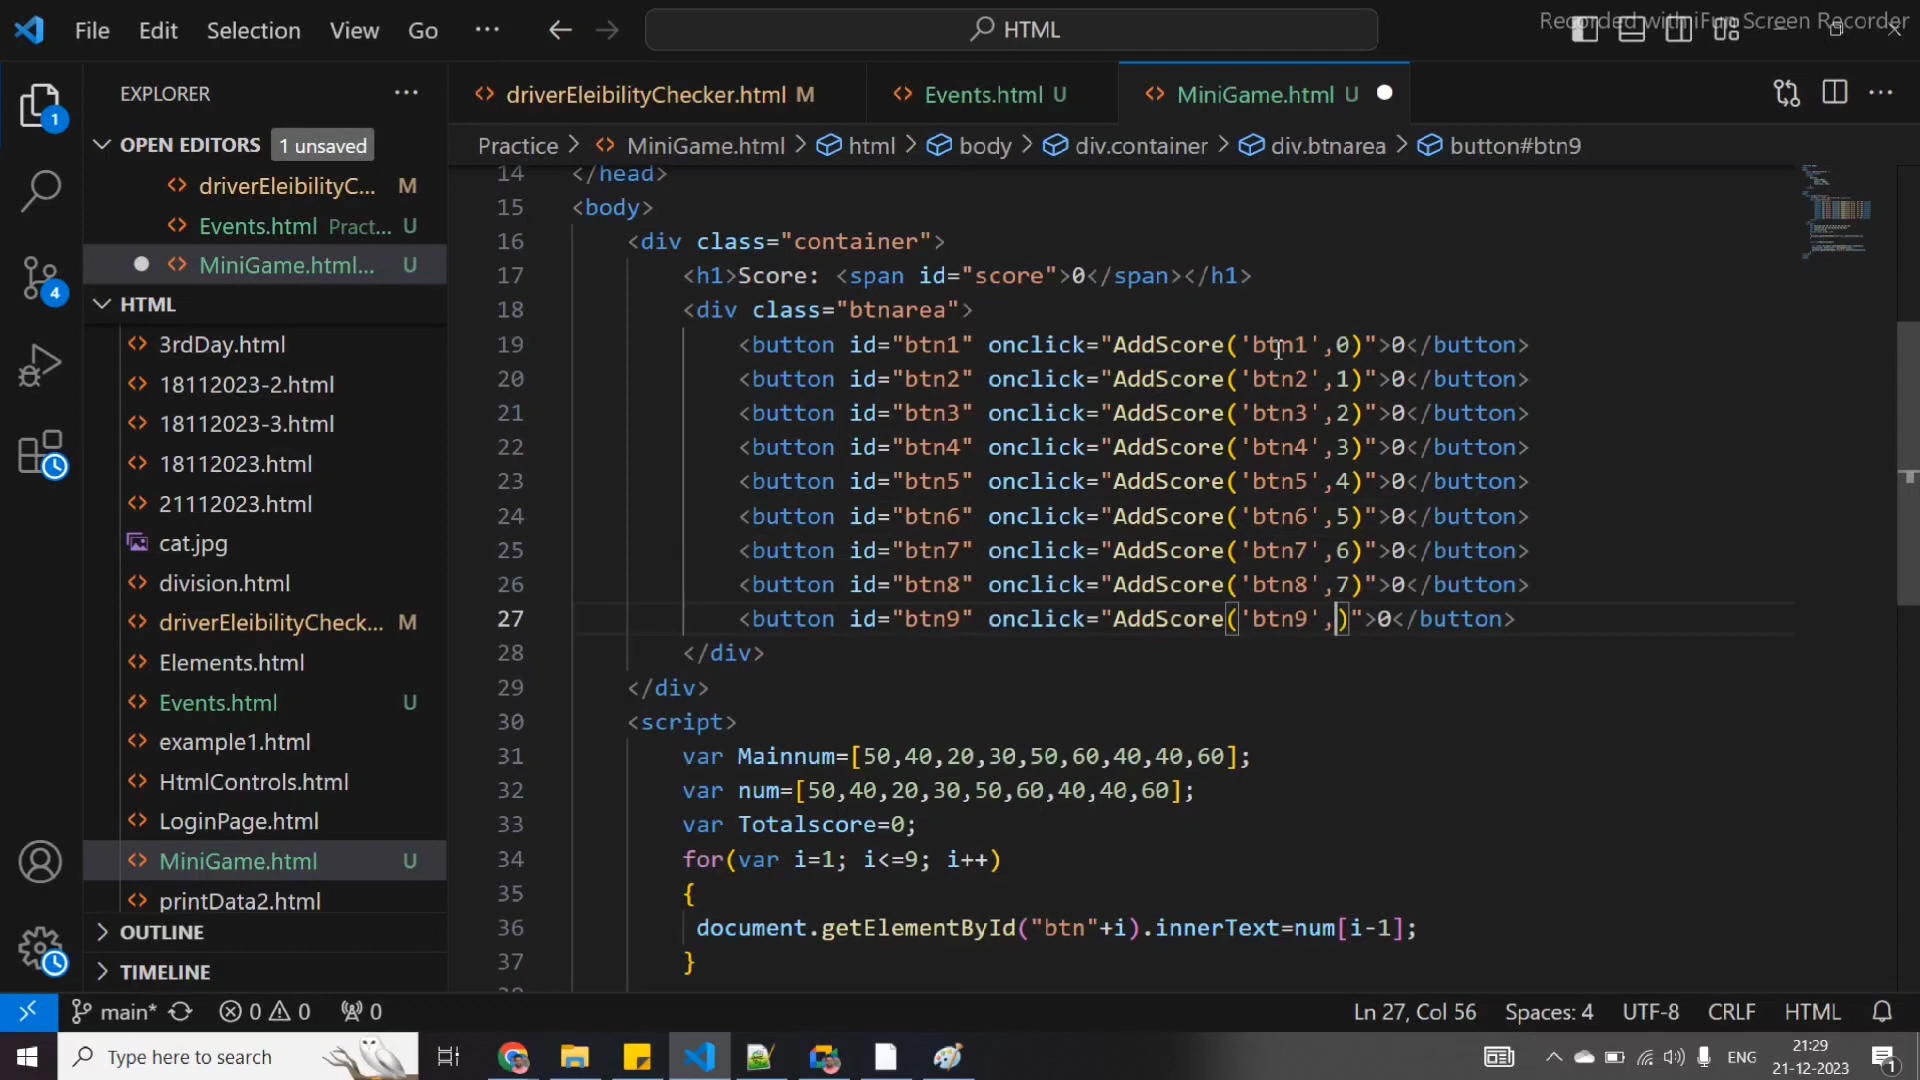 File Edit Selection View Go ··· HTML
Recorded with iFun Screen Recorder
EXPLORER ···
driverEleibilityChecker.html M
Events.html U
MiniGame.html U
OPEN EDITORS 1 unsaved
Practice > MiniGame.html > html > body > div.container > div.btnarea > button#btn9
driverEleibilityC... M
Events.html Pract... U
MiniGame.html... U
HTML
3rdDay.html
18112023-2.html
18112023-3.html
18112023.html
21112023.html
cat.jpg
division.html
driverEleibilityCheck... M
Elements.html
Events.html U
example1.html
HtmlControls.html
LoginPage.html
MiniGame.html U
printData2.html
OUTLINE
TIMELINE
14 </head>
15 <body>
16 <div class="container">
17 <h1>Score: <span id="score">0</span></h1>
18 <div class="btnarea">
19 <button id="btn1" onclick="AddScore('btn1',0)">0</button>
20 <button id="btn2" onclick="AddScore('btn2',1)">0</button>
21 <button id="btn3" onclick="AddScore('btn3',2)">0</button>
22 <button id="btn4" onclick="AddScore('btn4',3)">0</button>
23 <button id="btn5" onclick="AddScore('btn5',4)">0</button>
24 <button id="btn6" onclick="AddScore('btn6',5)">0</button>
25 <button id="btn7" onclick="AddScore('btn7',6)">0</button>
26 <button id="btn8" onclick="AddScore('btn8',7)">0</button>
27 <button id="btn9" onclick="AddScore('btn9',)">0</button>
28 </div>
29 </div>
30 <script>
31 var Mainnum=[50,40,20,30,50,60,40,40,60];
32 var num=[50,40,20,30,50,60,40,40,60];
33 var Totalscore=0;
34 for(var i=1; i<=9; i++)
35 {
36 document.getElementById("btn"+i).innerText=num[i-1];
37 }
1
4
main* 0 0 0 Ln 27, Col 56 Spaces: 4 UTF-8 CRLF HTML
Type here to search
ENG
21:29
21-12-2023
1